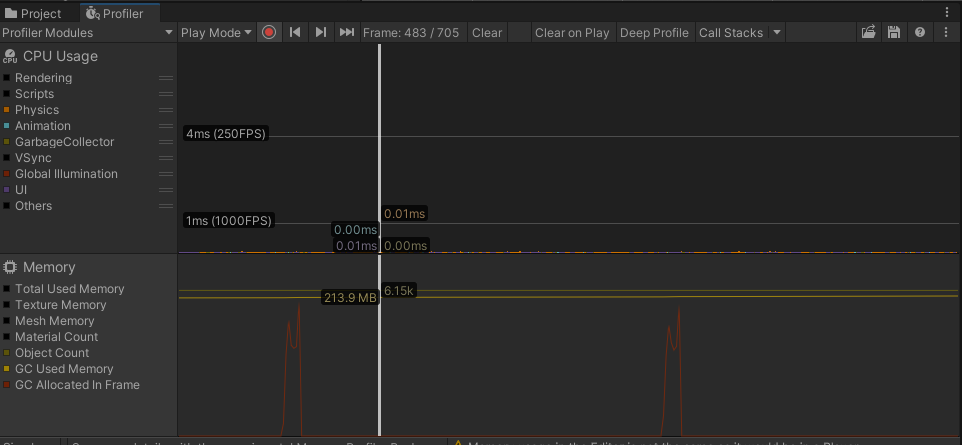 Project Profiler
Profiler Modules Play Mode Frame: 483 / 705 Clear Clear on Play Deep Profile Call Stacks
CPU Usage
CPU
Rendering
Scripts
Physics
Animation
GarbageCollector
VSync
Global Illumination
UI
Others
4ms (250FPS)
1ms (1000FPS)
0.01ms
0.00ms
0.01ms 0.00ms
Memory
Total Used Memory
Texture Memory
Mesh Memory
Material Count
Object Count
GC Used Memory
GC Allocated In Frame
6.15k
213.9 MB